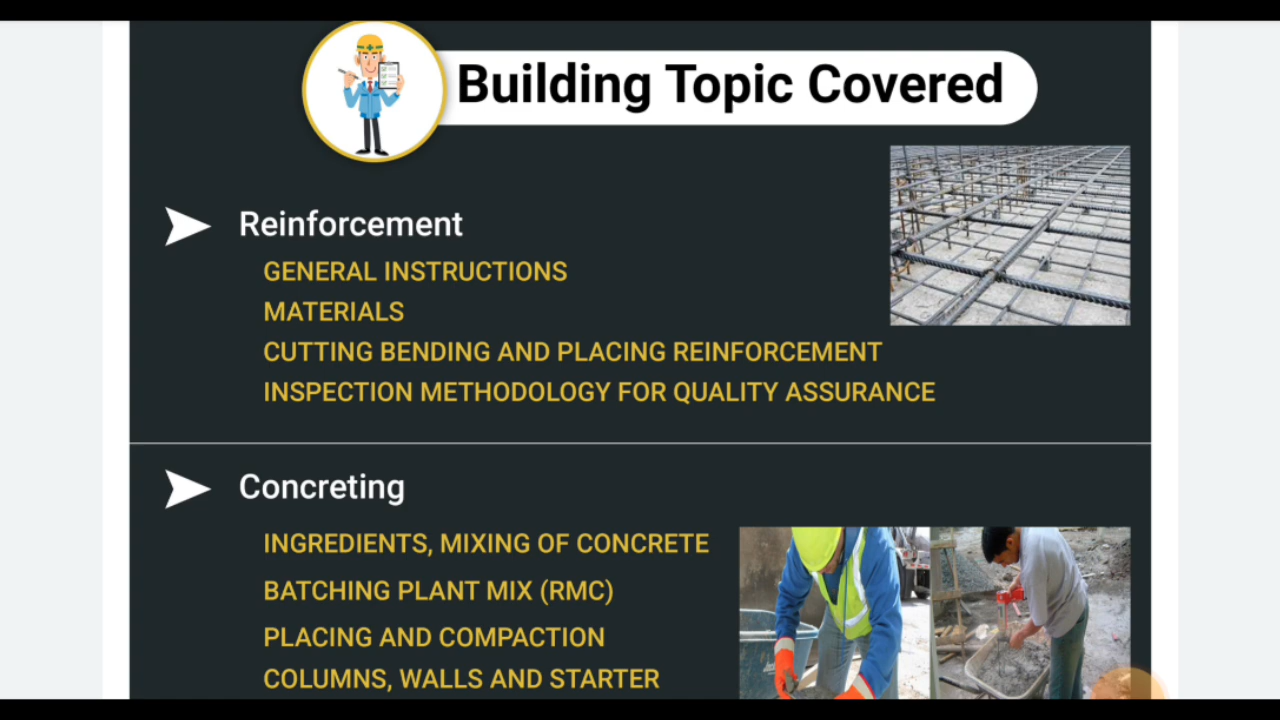 Building Topic Covered
Reinforcement
GENERAL INSTRUCTIONS
MATERIALS
CUTTING BENDING AND PLACING REINFORCEMENT
INSPECTION METHODOLOGY FOR QUALITY ASSURANCE
Concreting
INGREDIENTS, MIXING OF CONCRETE
BATCHING PLANT MIX (RMC)
PLACING AND COMPACTION
COLUMNS, WALLS AND STARTER